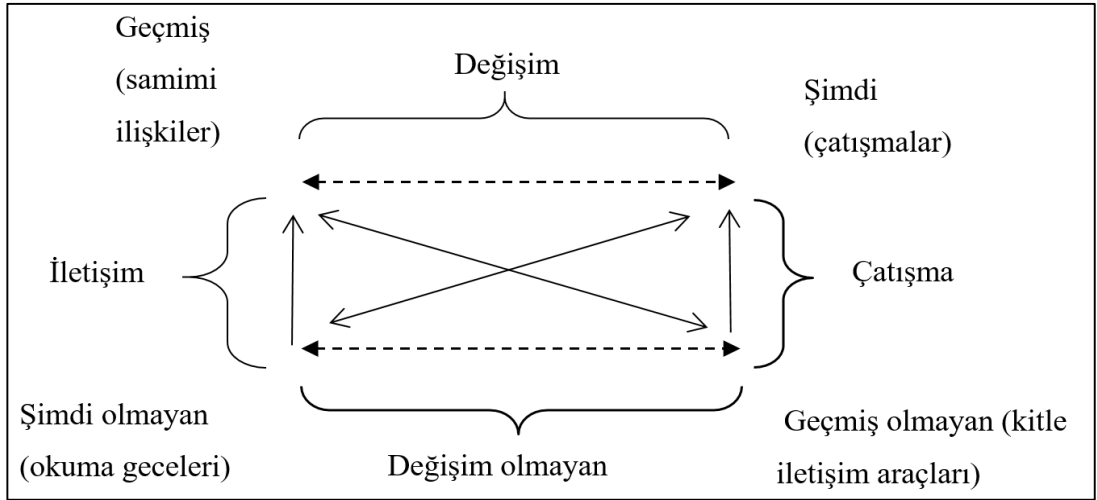 Geçmiş
(samimi
ilişkiler)
Değişim
Şimdi
(çatışmalar)
İletişim
Çatışma
Şimdi olmayan
(okuma geceleri)
Değişim olmayan
Geçmiş olmayan (kitle
iletişim araçları)